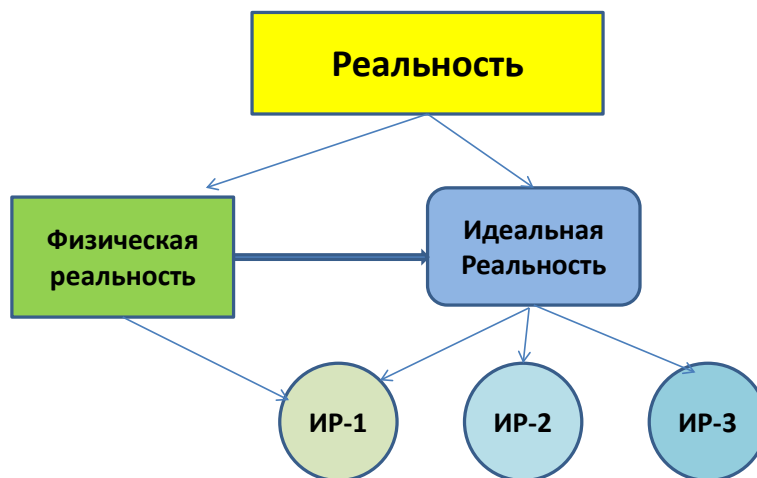 Реальность
Физическая
реальность
Идеальная
Реальность
ИР-1
ИР-2
ИР-3